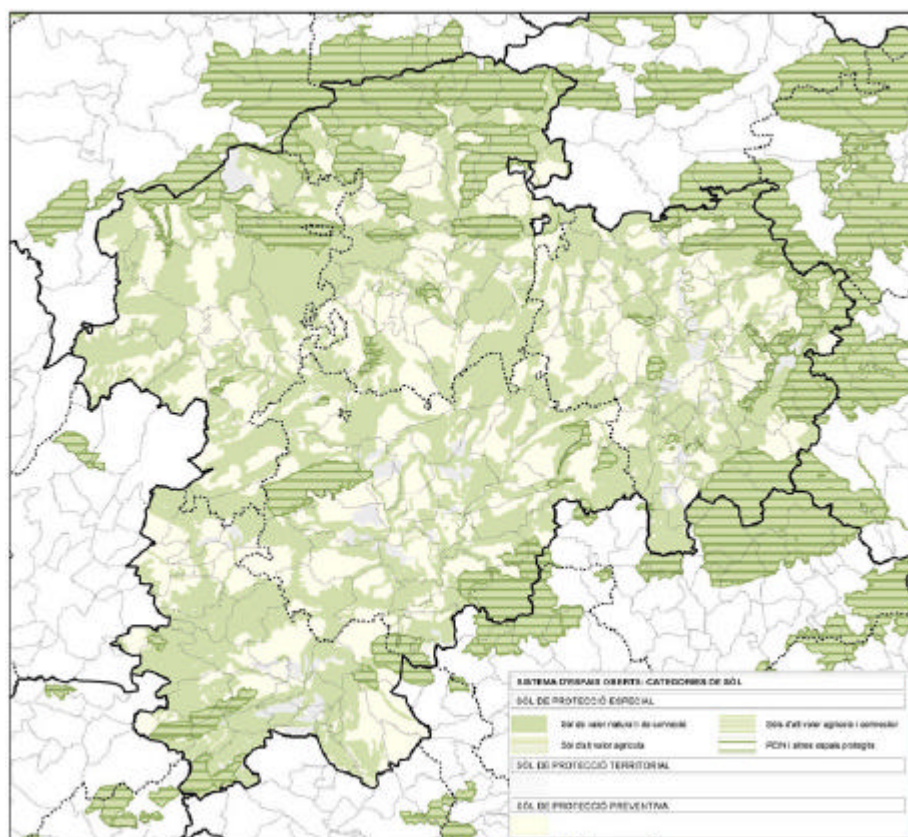 SISTEMA D'ESPAIS OBERTS: CATEGORIES DE SÒL
SÒL DE PROTECCIÓ ESPECIAL
Sòl de valor natural i de connexió
Sòls d'alt valor agrícola i connector
Sòl d'alt valor agrícola
PEIN i altres espais protegits
SÒL DE PROTECCIÓ TERRITORIAL
SÒL DE PROTECCIÓ PREVENTIVA